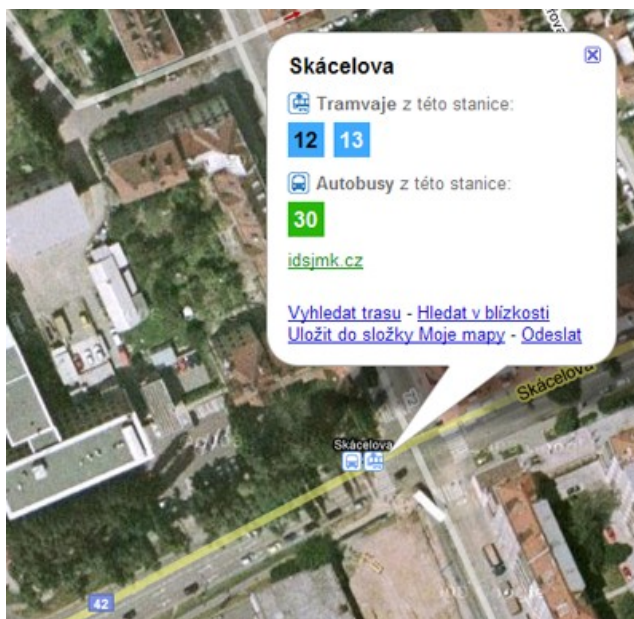 Skácelova
Tramvaje z této stanice:
12 13
Autobusy z této stanice:
30
idsjmk.cz
Vyhledat trasu - Hledat v blízkosti
Uložit do složky Moje mapy - Odeslat
Skácelova
Skácelova
42